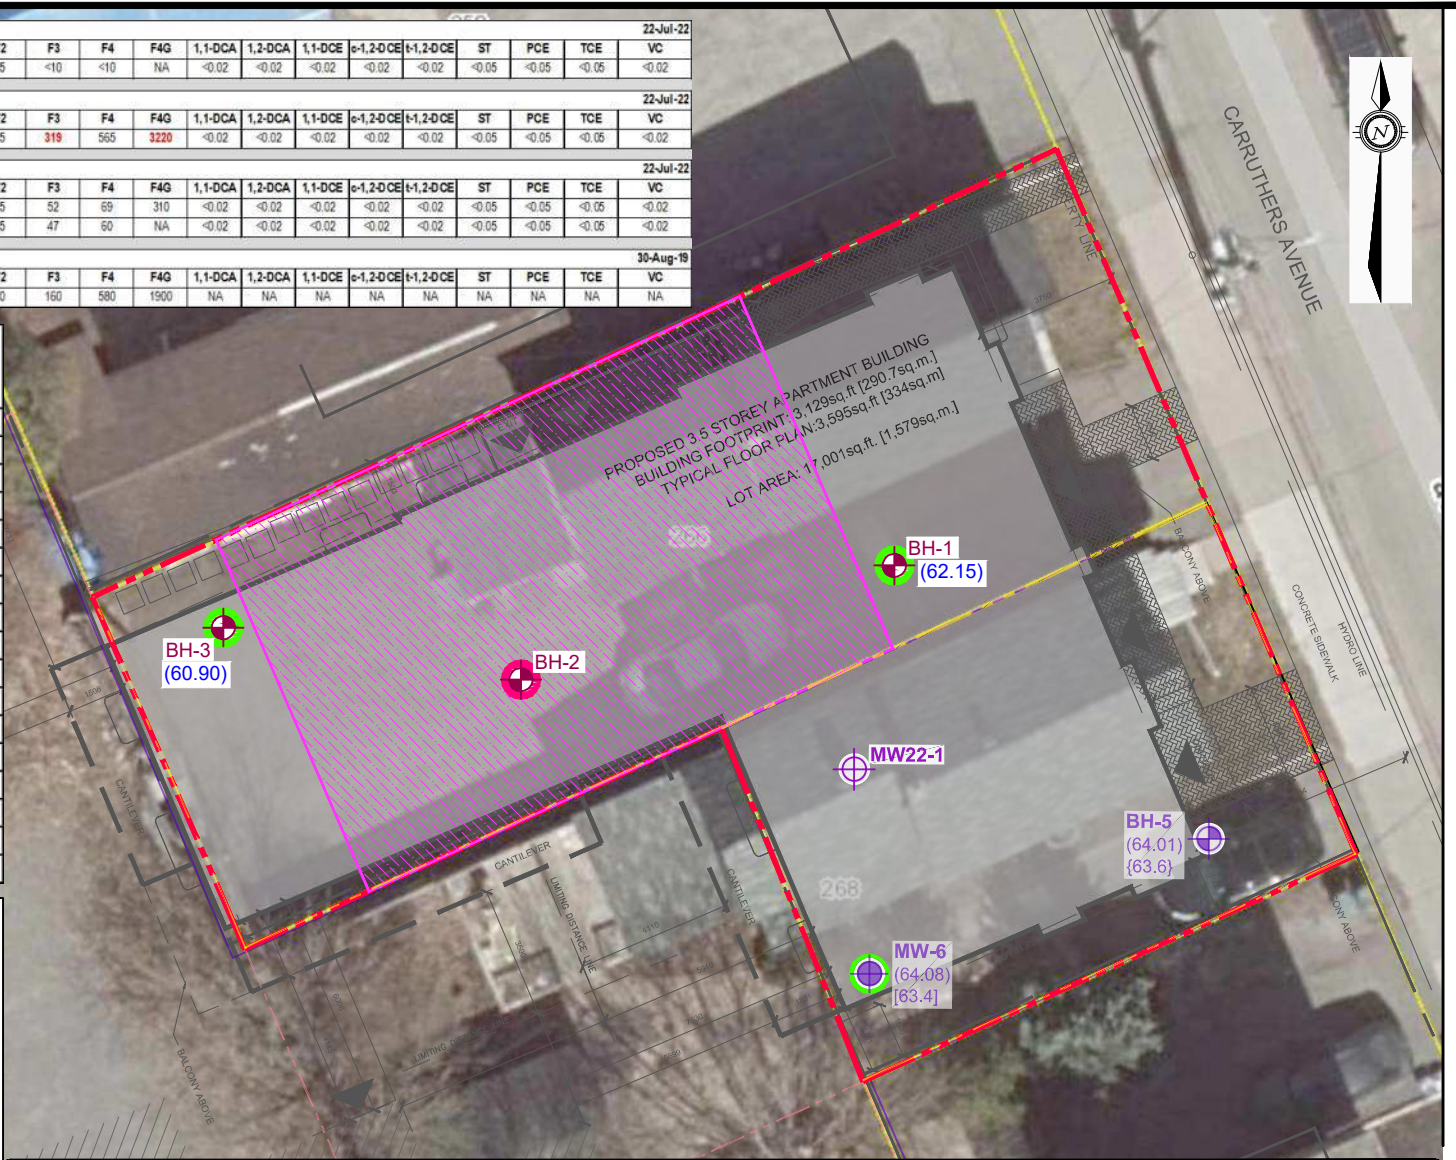 22-Jul-22
F3 F4 F4G 1,1-DCA 1,2-DCA 1,1-DCE c-1,2-DCE t-1,2-DCE ST PCE TCE VC
<10 <10 NA <0.02 <0.02 <0.02 <0.02 <0.02 <0.05 <0.05 <0.05 <0.02
22-Jul-22
F3 F4 F4G 1,1-DCA 1,2-DCA 1,1-DCE c-1,2-DCE t-1,2-DCE ST PCE TCE VC
319 565 3220 <0.02 <0.02 <0.02 <0.02 <0.02 <0.05 <0.05 <0.05 <0.02
22-Jul-22
F3 F4 F4G 1,1-DCA 1,2-DCA 1,1-DCE c-1,2-DCE t-1,2-DCE ST PCE TCE VC
52 69 310 <0.02 <0.02 <0.02 <0.02 <0.02 <0.05 <0.05 <0.05 <0.02
47 60 NA <0.02 <0.02 <0.02 <0.02 <0.02 <0.05 <0.05 <0.05 <0.02
30-Aug-19
F3 F4 F4G 1,1-DCA 1,2-DCA 1,1-DCE c-1,2-DCE t-1,2-DCE ST PCE TCE VC
160 580 1900 NA NA NA NA NA NA NA NA NA
N
CARRUTHERS AVENUE
PROPERTY LINE
3750
PROPOSED 3.5 STOREY APARTMENT BUILDING
BUILDING FOOTPRINT: 3,129sq.ft [290.7sq.m.]
TYPICAL FLOOR PLAN:3,595sq.ft [334sq.m]
LOT AREA: 17,001sq.ft. [1,579sq.m.]
266
BH-1
(62.15)
BH-3
(60.90)
BH-2
BALCONY ABOVE
CONCRETE SIDEWALK
HYDRO LINE
MW22-1
BH-5
(64.01)
{63.6}
268
MW-6
(64.08)
[63.4]
1500
CANTILEVER
CANTILEVER
CANTILEVER
LIMITING DISTANCE LINE
BALCONY ABOVE